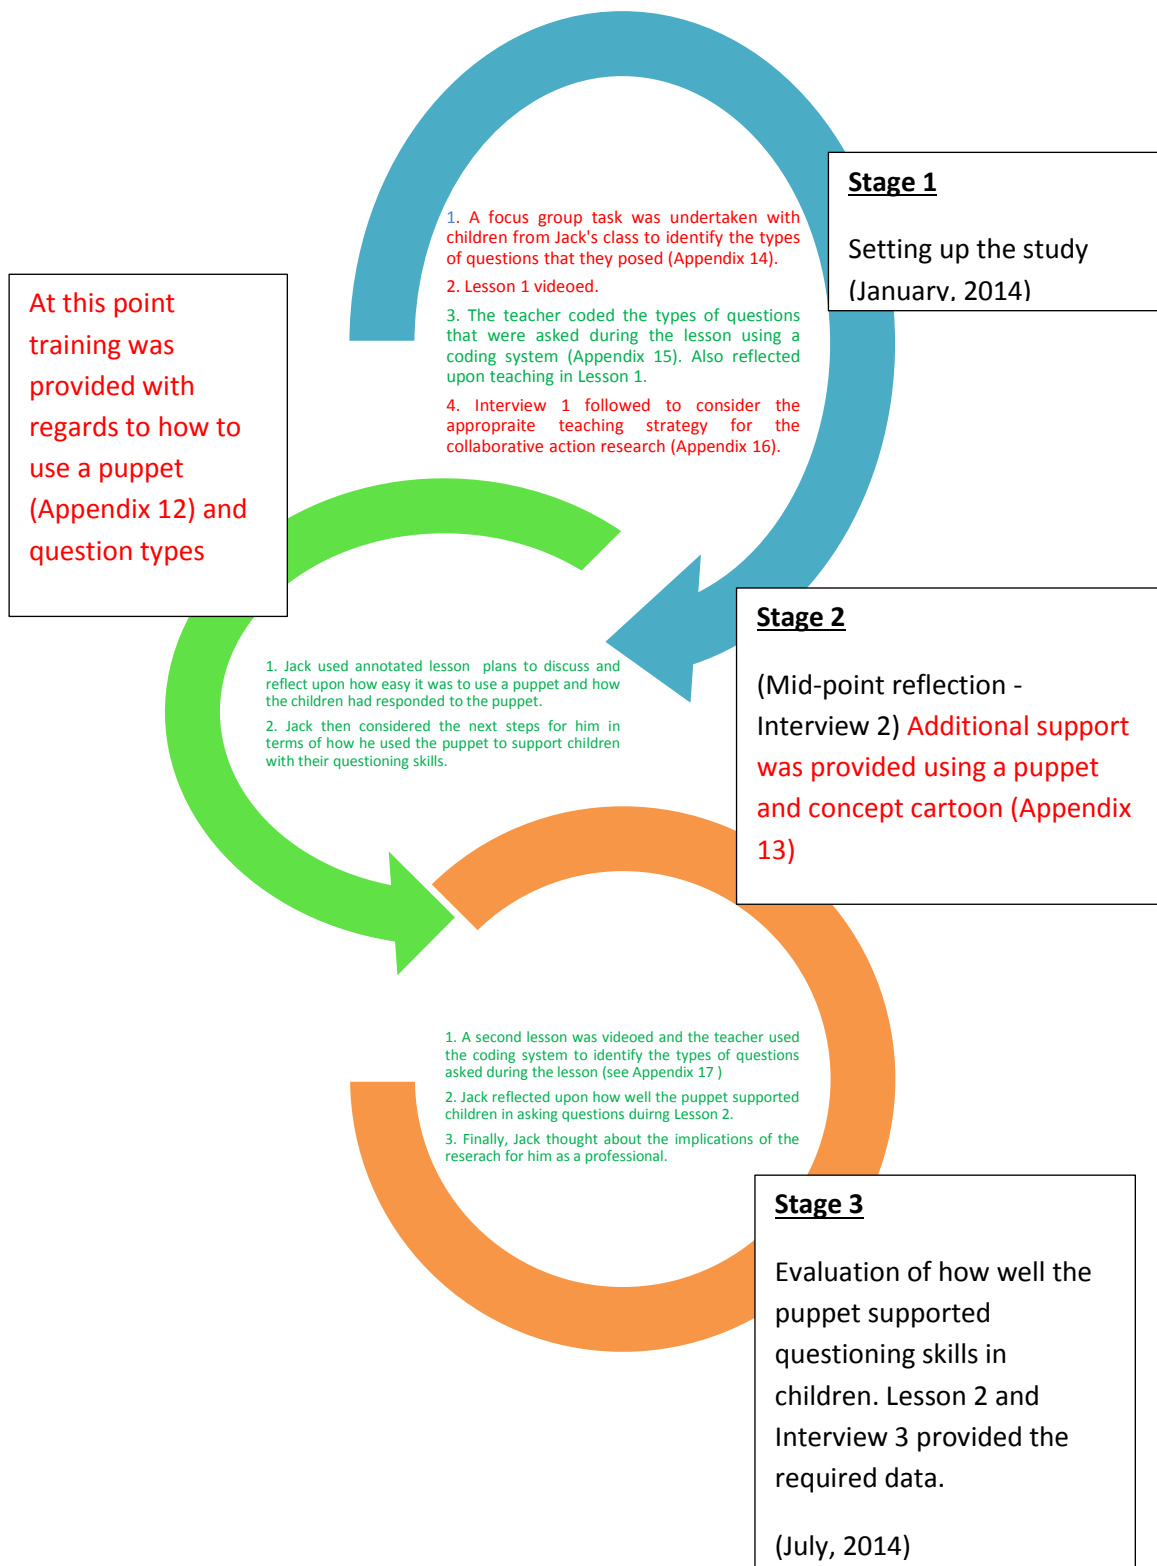 Stage 1
Setting up the study
(January, 2014)
1. A focus group task was undertaken with
children from Jack's class to identify the types
of questions that they posed (Appendix 14).
2. Lesson 1 videoed.
3. The teacher coded the types of questions
that were asked during the lesson using a
coding system (Appendix 15). Also reflected
upon teaching in Lesson 1.
4. Interview 1 followed to consider the
appropraite teaching strategy for the
collaborative action research (Appendix 16).
At this point
training was
provided with
regards to how to
use a puppet
(Appendix 12) and
question types
Stage 2
(Mid-point reflection -
Interview 2) Additional support
was provided using a puppet
and concept cartoon (Appendix
13)
1. Jack used annotated lesson plans to discuss and
reflect upon how easy it was to use a puppet and how
the children had responded to the puppet.
2. Jack then considered the next steps for him in
terms of how he used the puppet to support children
with their questioning skills.
1. A second lesson was videoed and the teacher used
the coding system to identify the types of questions
asked during the lesson (see Appendix 17 )
2. Jack reflected upon how well the puppet supported
children in asking questions duirng Lesson 2.
3. Finally, Jack thought about the implications of the
reserach for him as a professional.
Stage 3
Evaluation of how well the
puppet supported
questioning skills in
children. Lesson 2 and
Interview 3 provided the
required data.
(July, 2014)